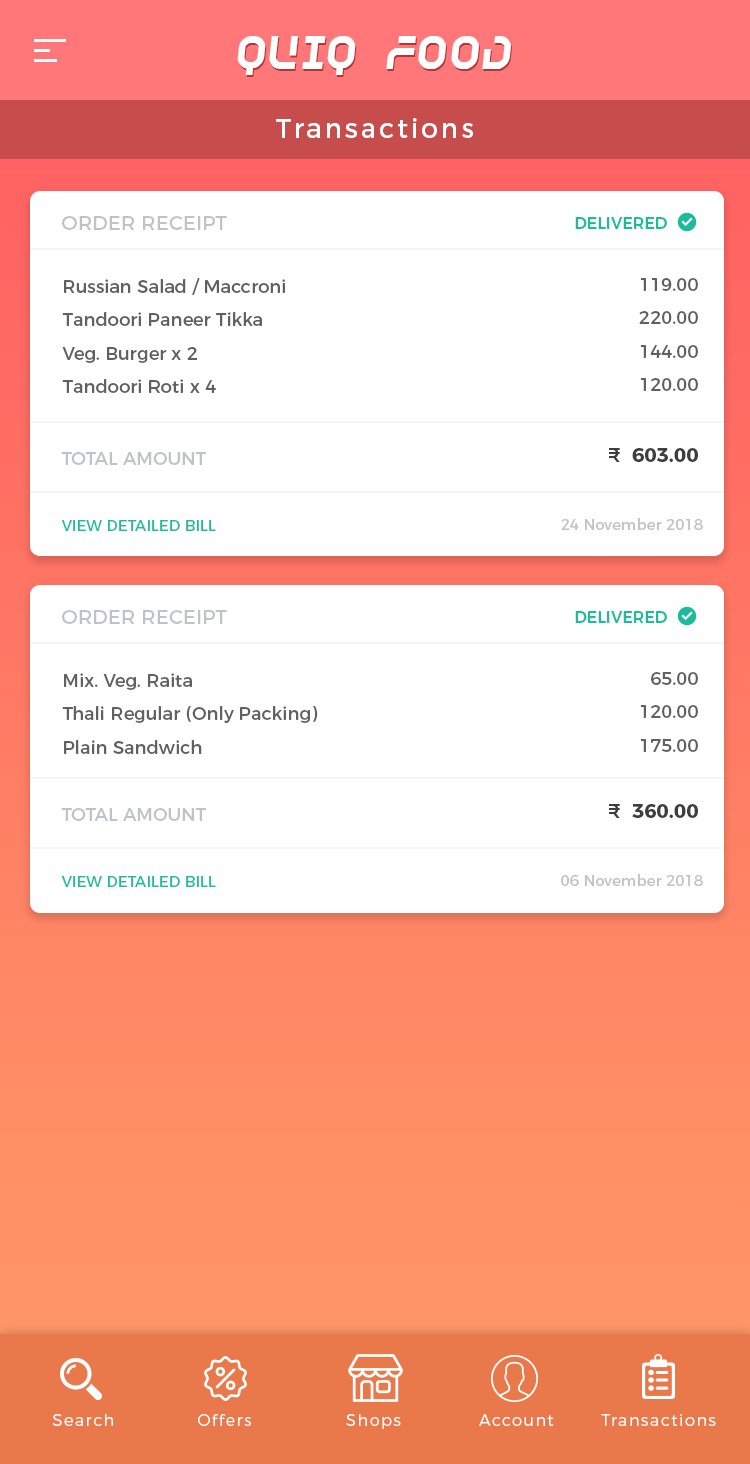 QUIQ FOOD
Transactions
ORDER RECEIPT DELIVERED
Russian Salad / Maccroni 119.00
Tandoori Paneer Tikka 220.00
Veg. Burger x 2 144.00
Tandoori Roti x 4 120.00
TOTAL AMOUNT ₹ 603.00
VIEW DETAILED BILL 24 November 2018
ORDER RECEIPT DELIVERED
Mix. Veg. Raita 65.00
Thali Regular (Only Packing) 120.00
Plain Sandwich 175.00
TOTAL AMOUNT ₹ 360.00
VIEW DETAILED BILL 06 November 2018
Search Offers Shops Account Transactions